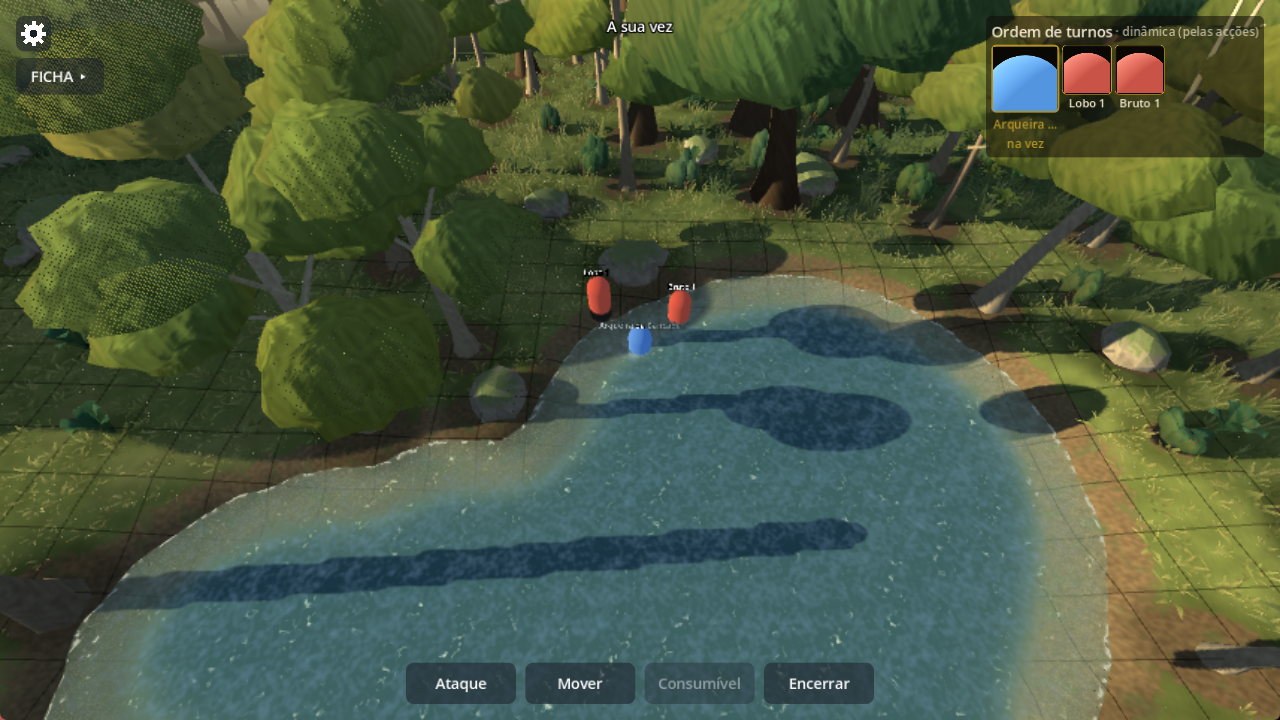 A sua vez
FICHA ▸
Ordem de turnos · dinâmica (pelas acções)
Lobo 1
Bruto 1
Arqueira ...
na vez
Ataque
Mover
Consumível
Encerrar